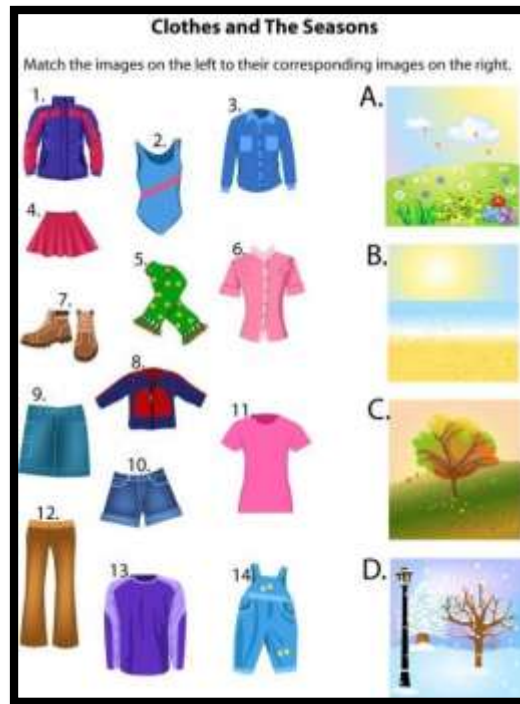 Clothes and The Seasons
Match the images on the left to their corresponding images on the right.
1.
2.
3.
A.
4.
5.
6.
B.
7.
8.
9.
10.
11.
C.
12.
13.
14.
D.